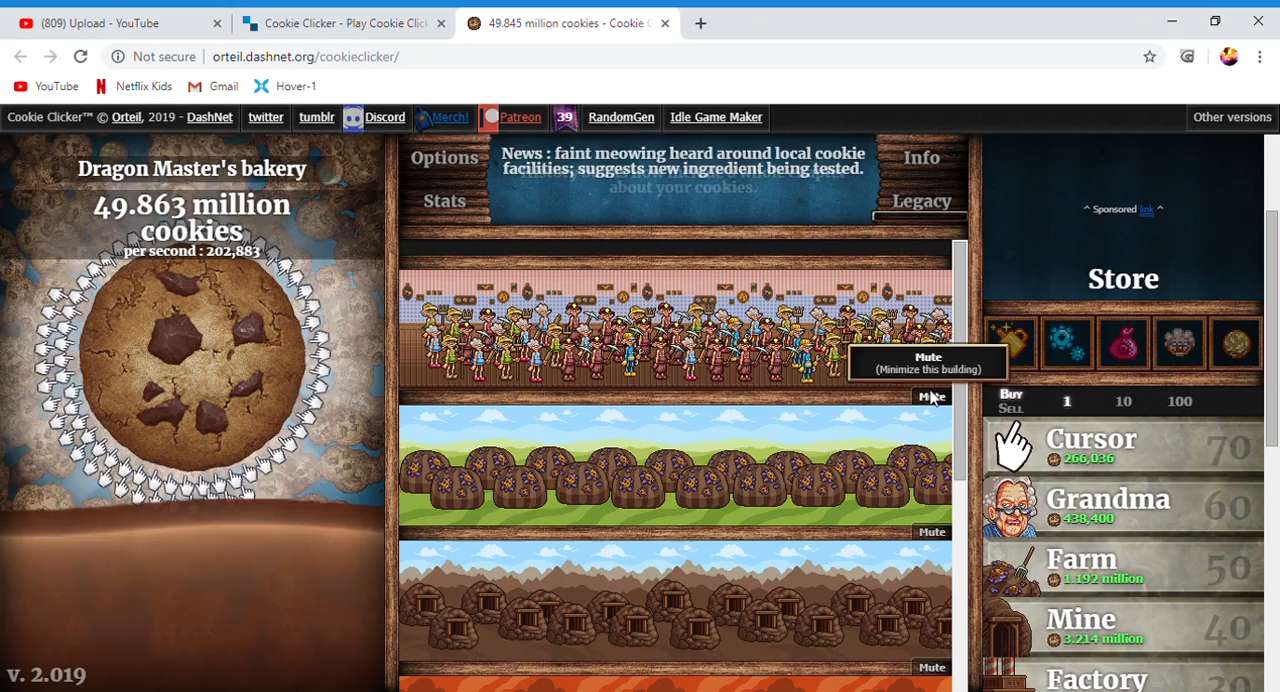 (809) Upload - YouTube
Cookie Clicker - Play Cookie Clic
49.845 million cookies - Cookie C
Not secure | orteil.dashnet.org/cookieclicker/
YouTube Netflix Kids Gmail Hover-1
Cookie Clicker™ © Orteil, 2019 - DashNet twitter tumblr Discord Merch! Patreon 39 RandomGen Idle Game Maker Other versions
Dragon Master's bakery
49.863 million
cookies
per second : 202,883
v. 2.019
Options
Stats
News : faint meowing heard around local cookie
facilities; suggests new ingredient being tested.
about your cookies.
Info
Legacy
Mute
(Minimize this building)
Mute
Mute
Mute
^ Sponsored link ^
Store
BUY
SELL
1 10 100
Cursor 70
266,036
Grandma 60
438,400
Farm 50
1.192 million
Mine 40
3.214 million
Factory